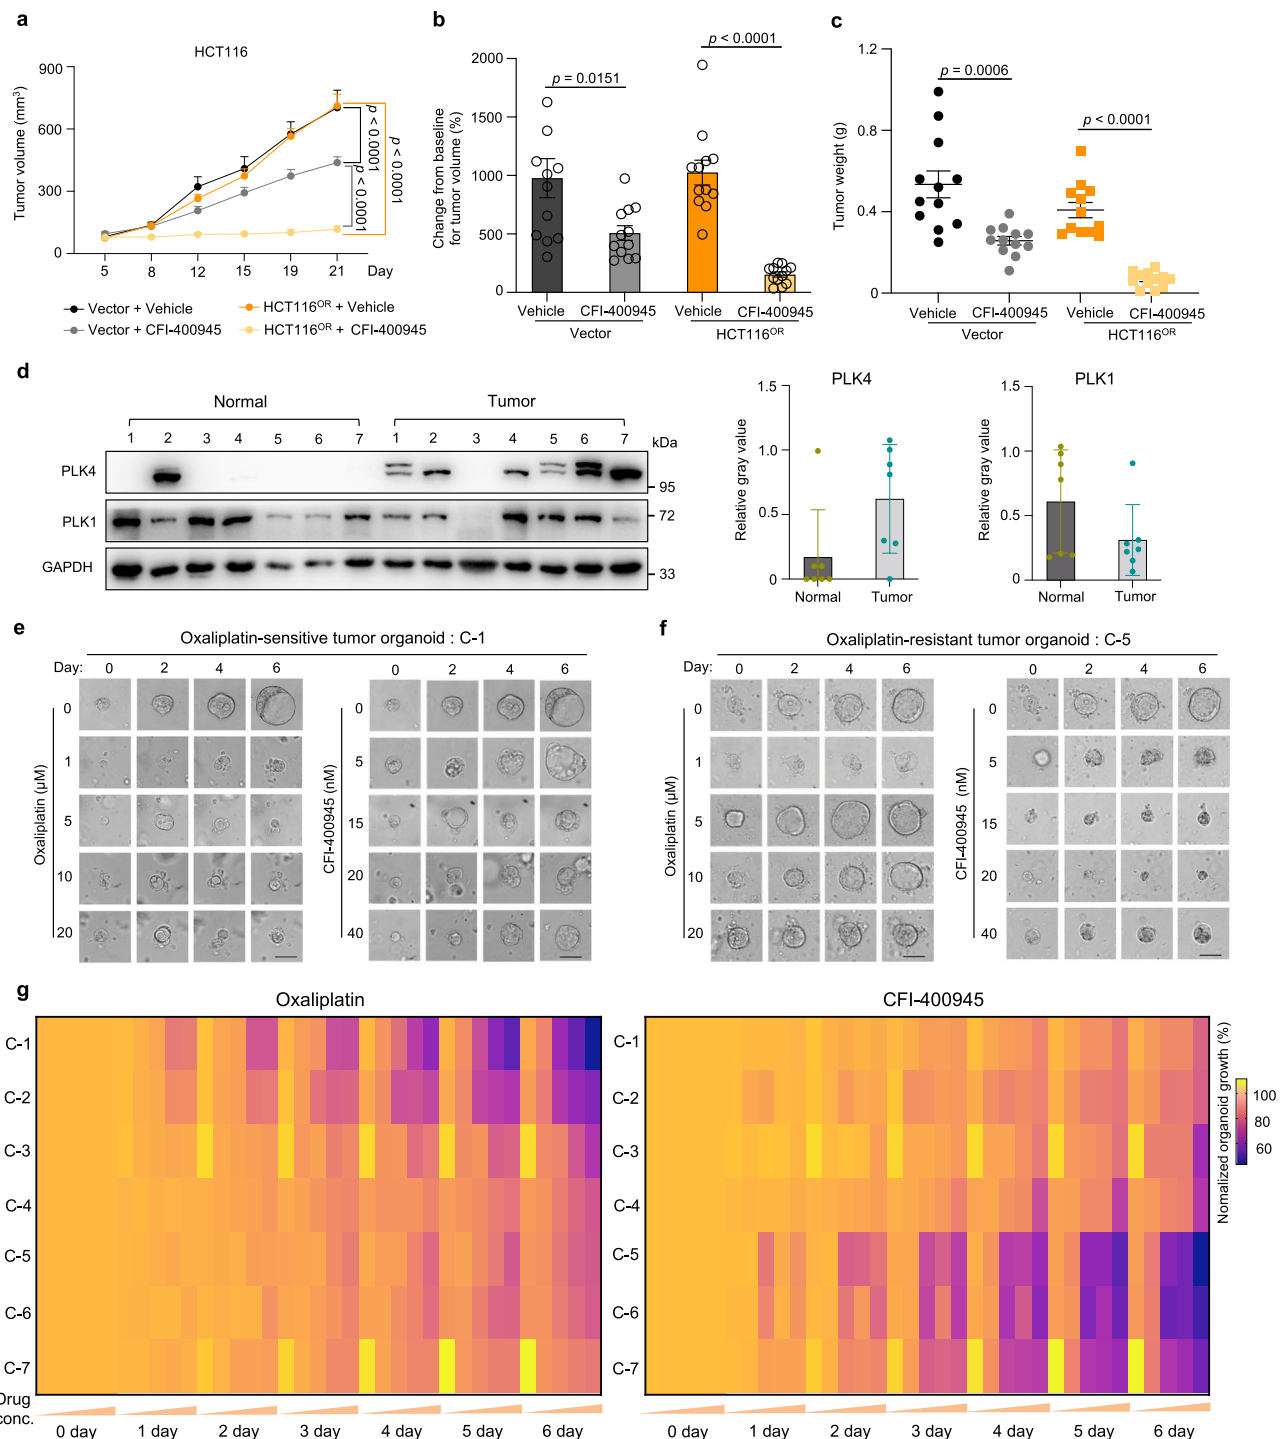 a
HCT116
Tumor volume (mm3)
900
600
300
0
5 8 12 15 19 21 Day
p < 0.0001
p < 0.0001
p < 0.0001
Vector + Vehicle
HCT116OR + Vehicle
Vector + CFI-400945
HCT116OR + CFI-400945
b
Change from baseline
for tumor volume (%)
2000
1500
1000
500
0
p = 0.0151
p < 0.0001
Vehicle CFI-400945 Vehicle CFI-400945
Vector HCT116OR
c
Tumor weight (g)
1.2
0.8
0.4
0
p = 0.0006
p < 0.0001
Vehicle CFI-400945 Vehicle CFI-400945
Vector HCT116OR
d
Normal Tumor
1 2 3 4 5 6 7 1 2 3 4 5 6 7 kDa
PLK4
95
PLK1
72
GAPDH
33
PLK4
Relative gray value
1.5
1.0
0.5
0
Normal Tumor
PLK1
Relative gray value
1.5
1.0
0.5
0
Normal Tumor
e
Oxaliplatin-sensitive tumor organoid : C-1
Day: 0 2 4 6 0 2 4 6
Oxaliplatin (µM)
0
1
5
10
20
CFI-400945 (nM)
0
5
15
20
40
f
Oxaliplatin-resistant tumor organoid : C-5
Day: 0 2 4 6 0 2 4 6
Oxaliplatin (µM)
0
1
5
10
20
CFI-400945 (nM)
0
5
15
20
40
g
Oxaliplatin
C-1
C-2
C-3
C-4
C-5
C-6
C-7
Drug
conc.
0 day 1 day 2 day 3 day 4 day 5 day 6 day
CFI-400945
C-1
C-2
C-3
C-4
C-5
C-6
C-7
0 day 1 day 2 day 3 day 4 day 5 day 6 day
Nomalized organoid growth (%)
100
80
60